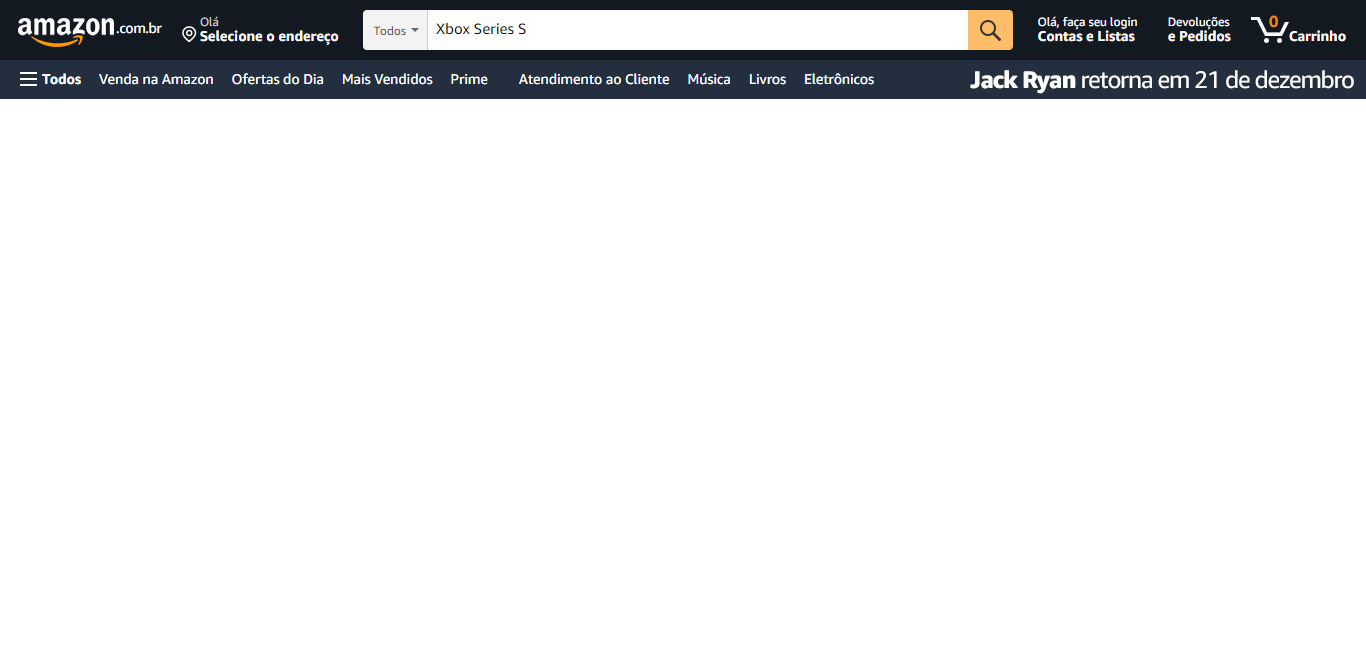 amazon.com.br
Olá
Selecione o endereço
Todos
Xbox Series S
Olá, faça seu login
Contas e Listas
Devoluções
e Pedidos
0
Carrinho
Todos Venda na Amazon Ofertas do Dia Mais Vendidos Prime Atendimento ao Cliente Música Livros Eletrônicos Jack Ryan retorna em 21 de dezembro